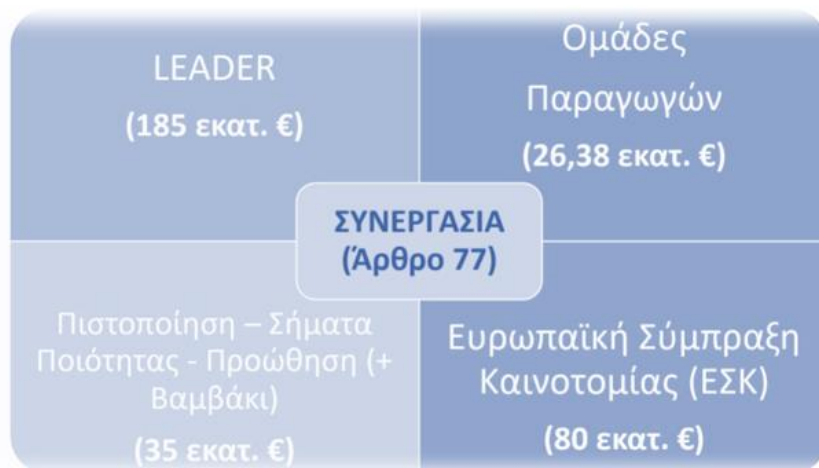 LEADER
(185 εκατ. €)
Ομάδες
Παραγωγών
(26,38 εκατ. €)
ΣΥΝΕΡΓΑΣΙΑ
(Άρθρο 77)
Πιστοποίηση – Σήματα
Ποιότητας - Προώθηση (+
Βαμβάκι)
(35 εκατ. €)
Ευρωπαϊκή Σύμπραξη
Καινοτομίας (ΕΣΚ)
(80 εκατ. €)